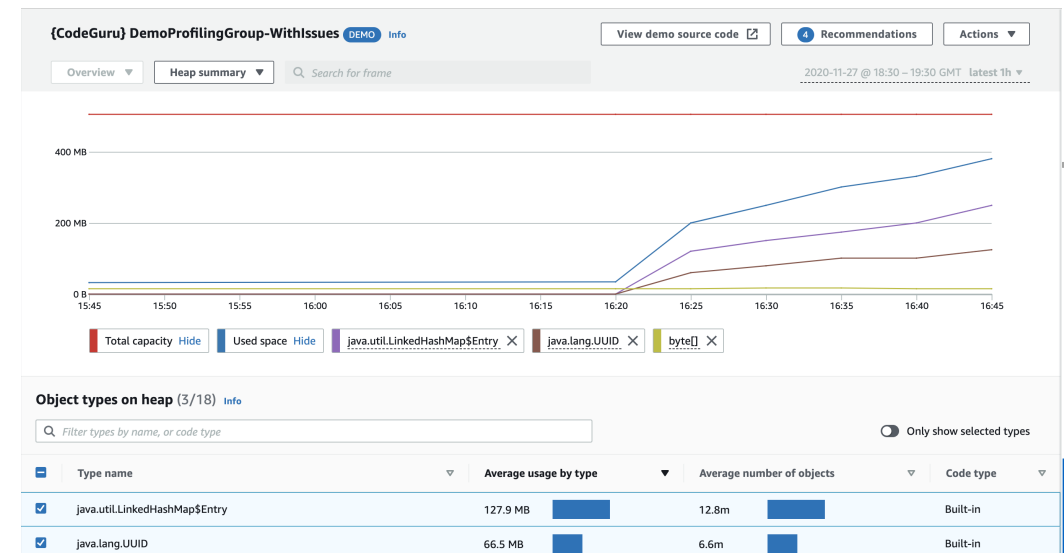 {CodeGuru} DemoProfilingGroup-WithIssues DEMO Info
View demo source code
4 Recommendations
Actions ▼
Overview ▼
Heap summary ▼
Search for frame
2020-11-27 @ 18:30 – 19:30 GMT latest 1h ▼
400 MB
200 MB
0 B
15:45 15:50 15:55 16:00 16:05 16:10 16:15 16:20 16:25 16:30 16:35 16:40 16:45
Total capacity Hide
Used space Hide
java.util.LinkedHashMap$Entry
java.lang.UUID
byte[]
Object types on heap (3/18) Info
Filter types by name, or code type
Only show selected types
Type name Average usage by type Average number of objects Code type
java.util.LinkedHashMap$Entry 127.9 MB 12.8m Built-in
java.lang.UUID 66.5 MB 6.6m Built-in